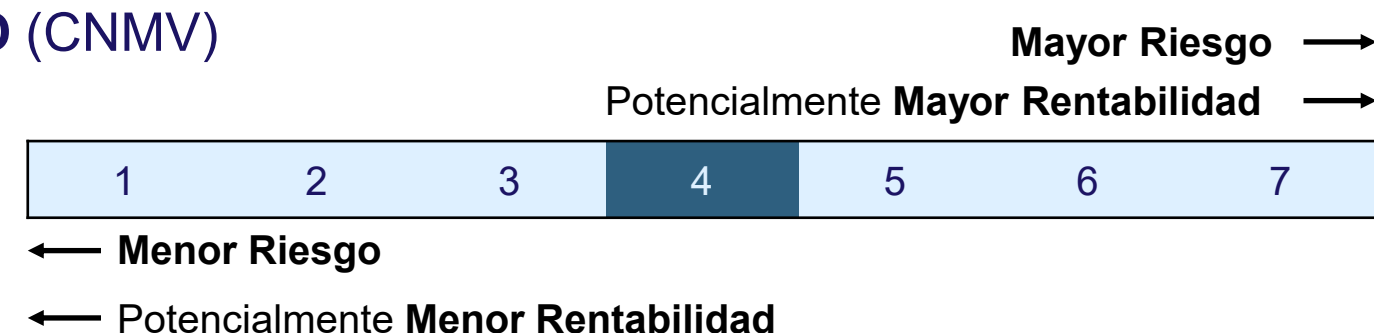 (CNMV)
Mayor Riesgo
Potencialmente Mayor Rentabilidad
1 2 3 4 5 6 7
Menor Riesgo
Potencialmente Menor Rentabilidad